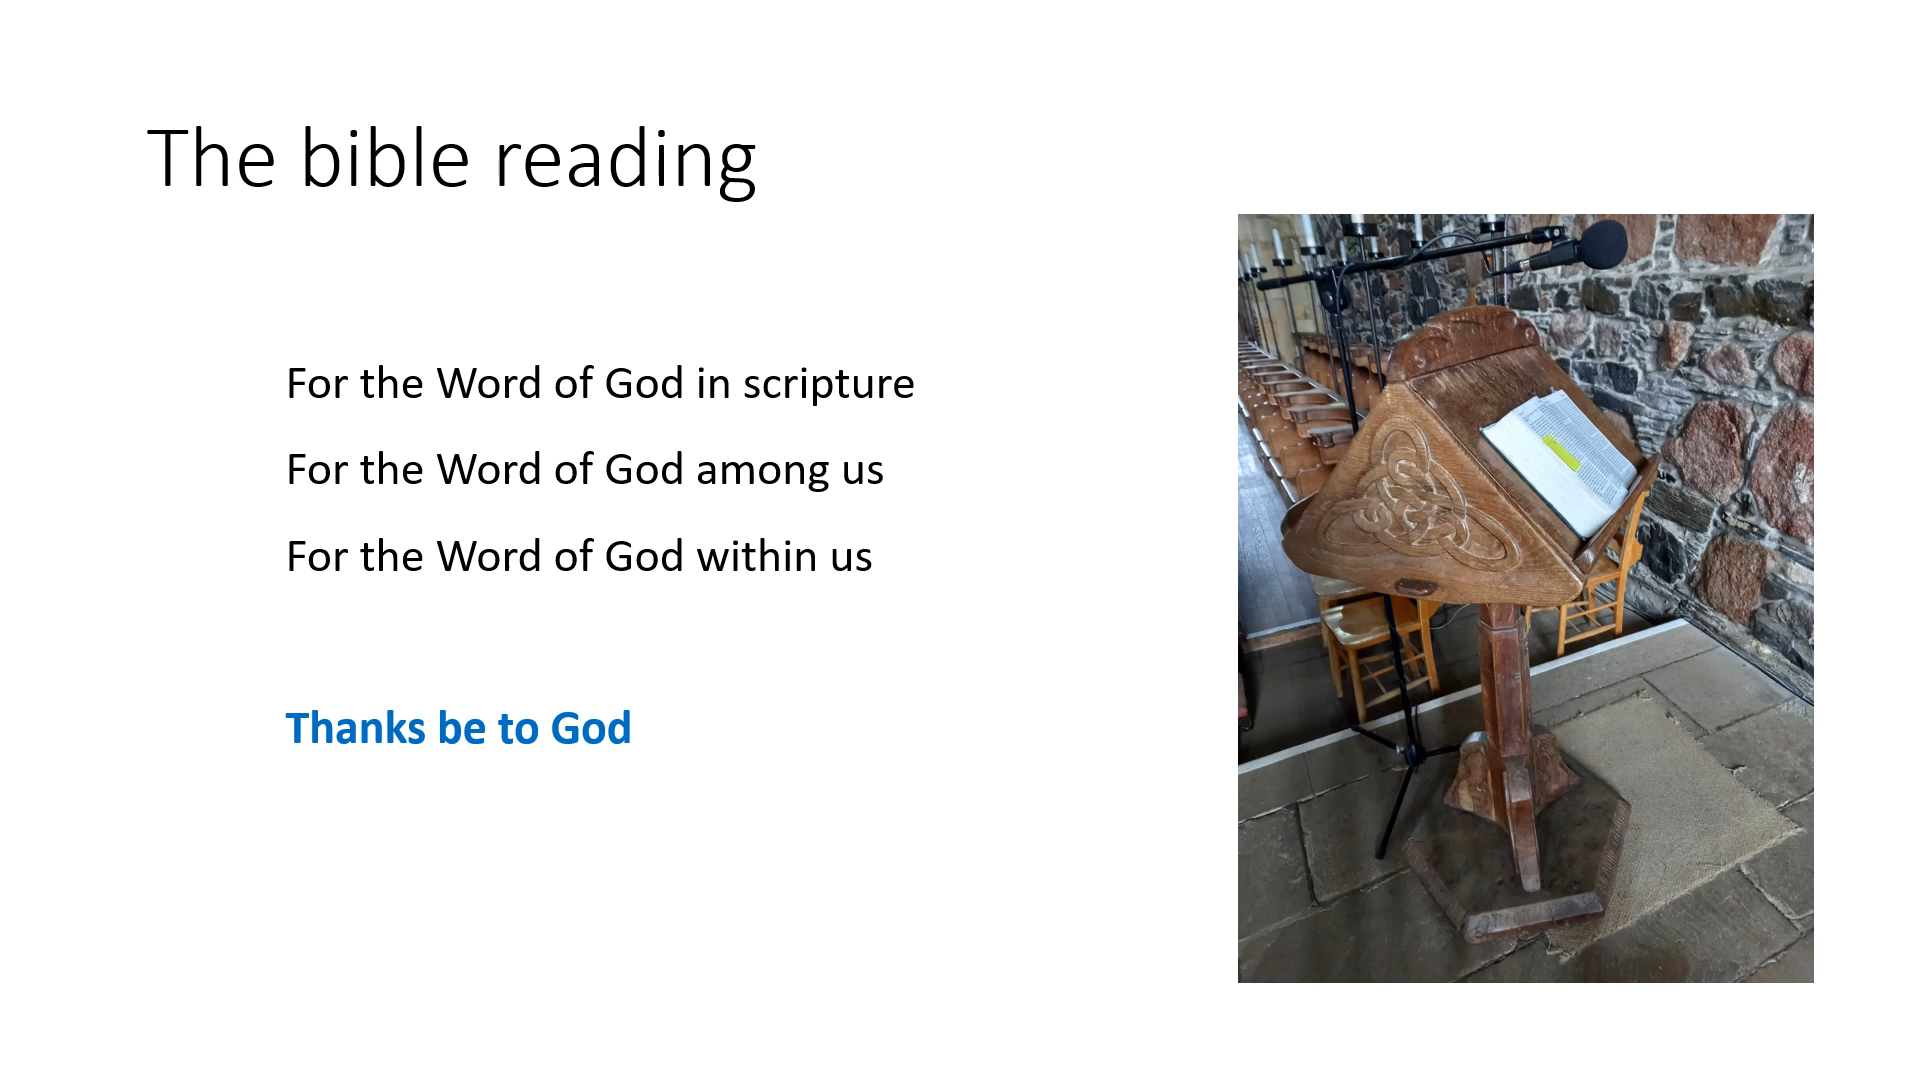 The bible reading
For the Word of God in scripture
For the Word of God among us
For the Word of God within us
Thanks be to God